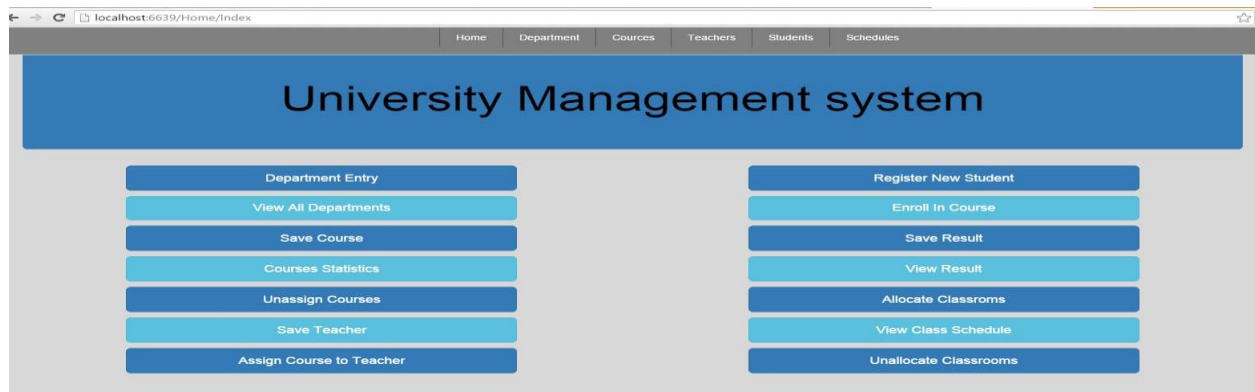 localhost:6639/Home/Index
Home Department Cources Teachers Students Schedules
University Management system
Department Entry
View All Departments
Save Course
Courses Statistics
Unassign Courses
Save Teacher
Assign Course to Teacher
Register New Student
Enroll In Course
Save Result
View Result
Allocate Classroms
View Class Schedule
Unallocate Classrooms